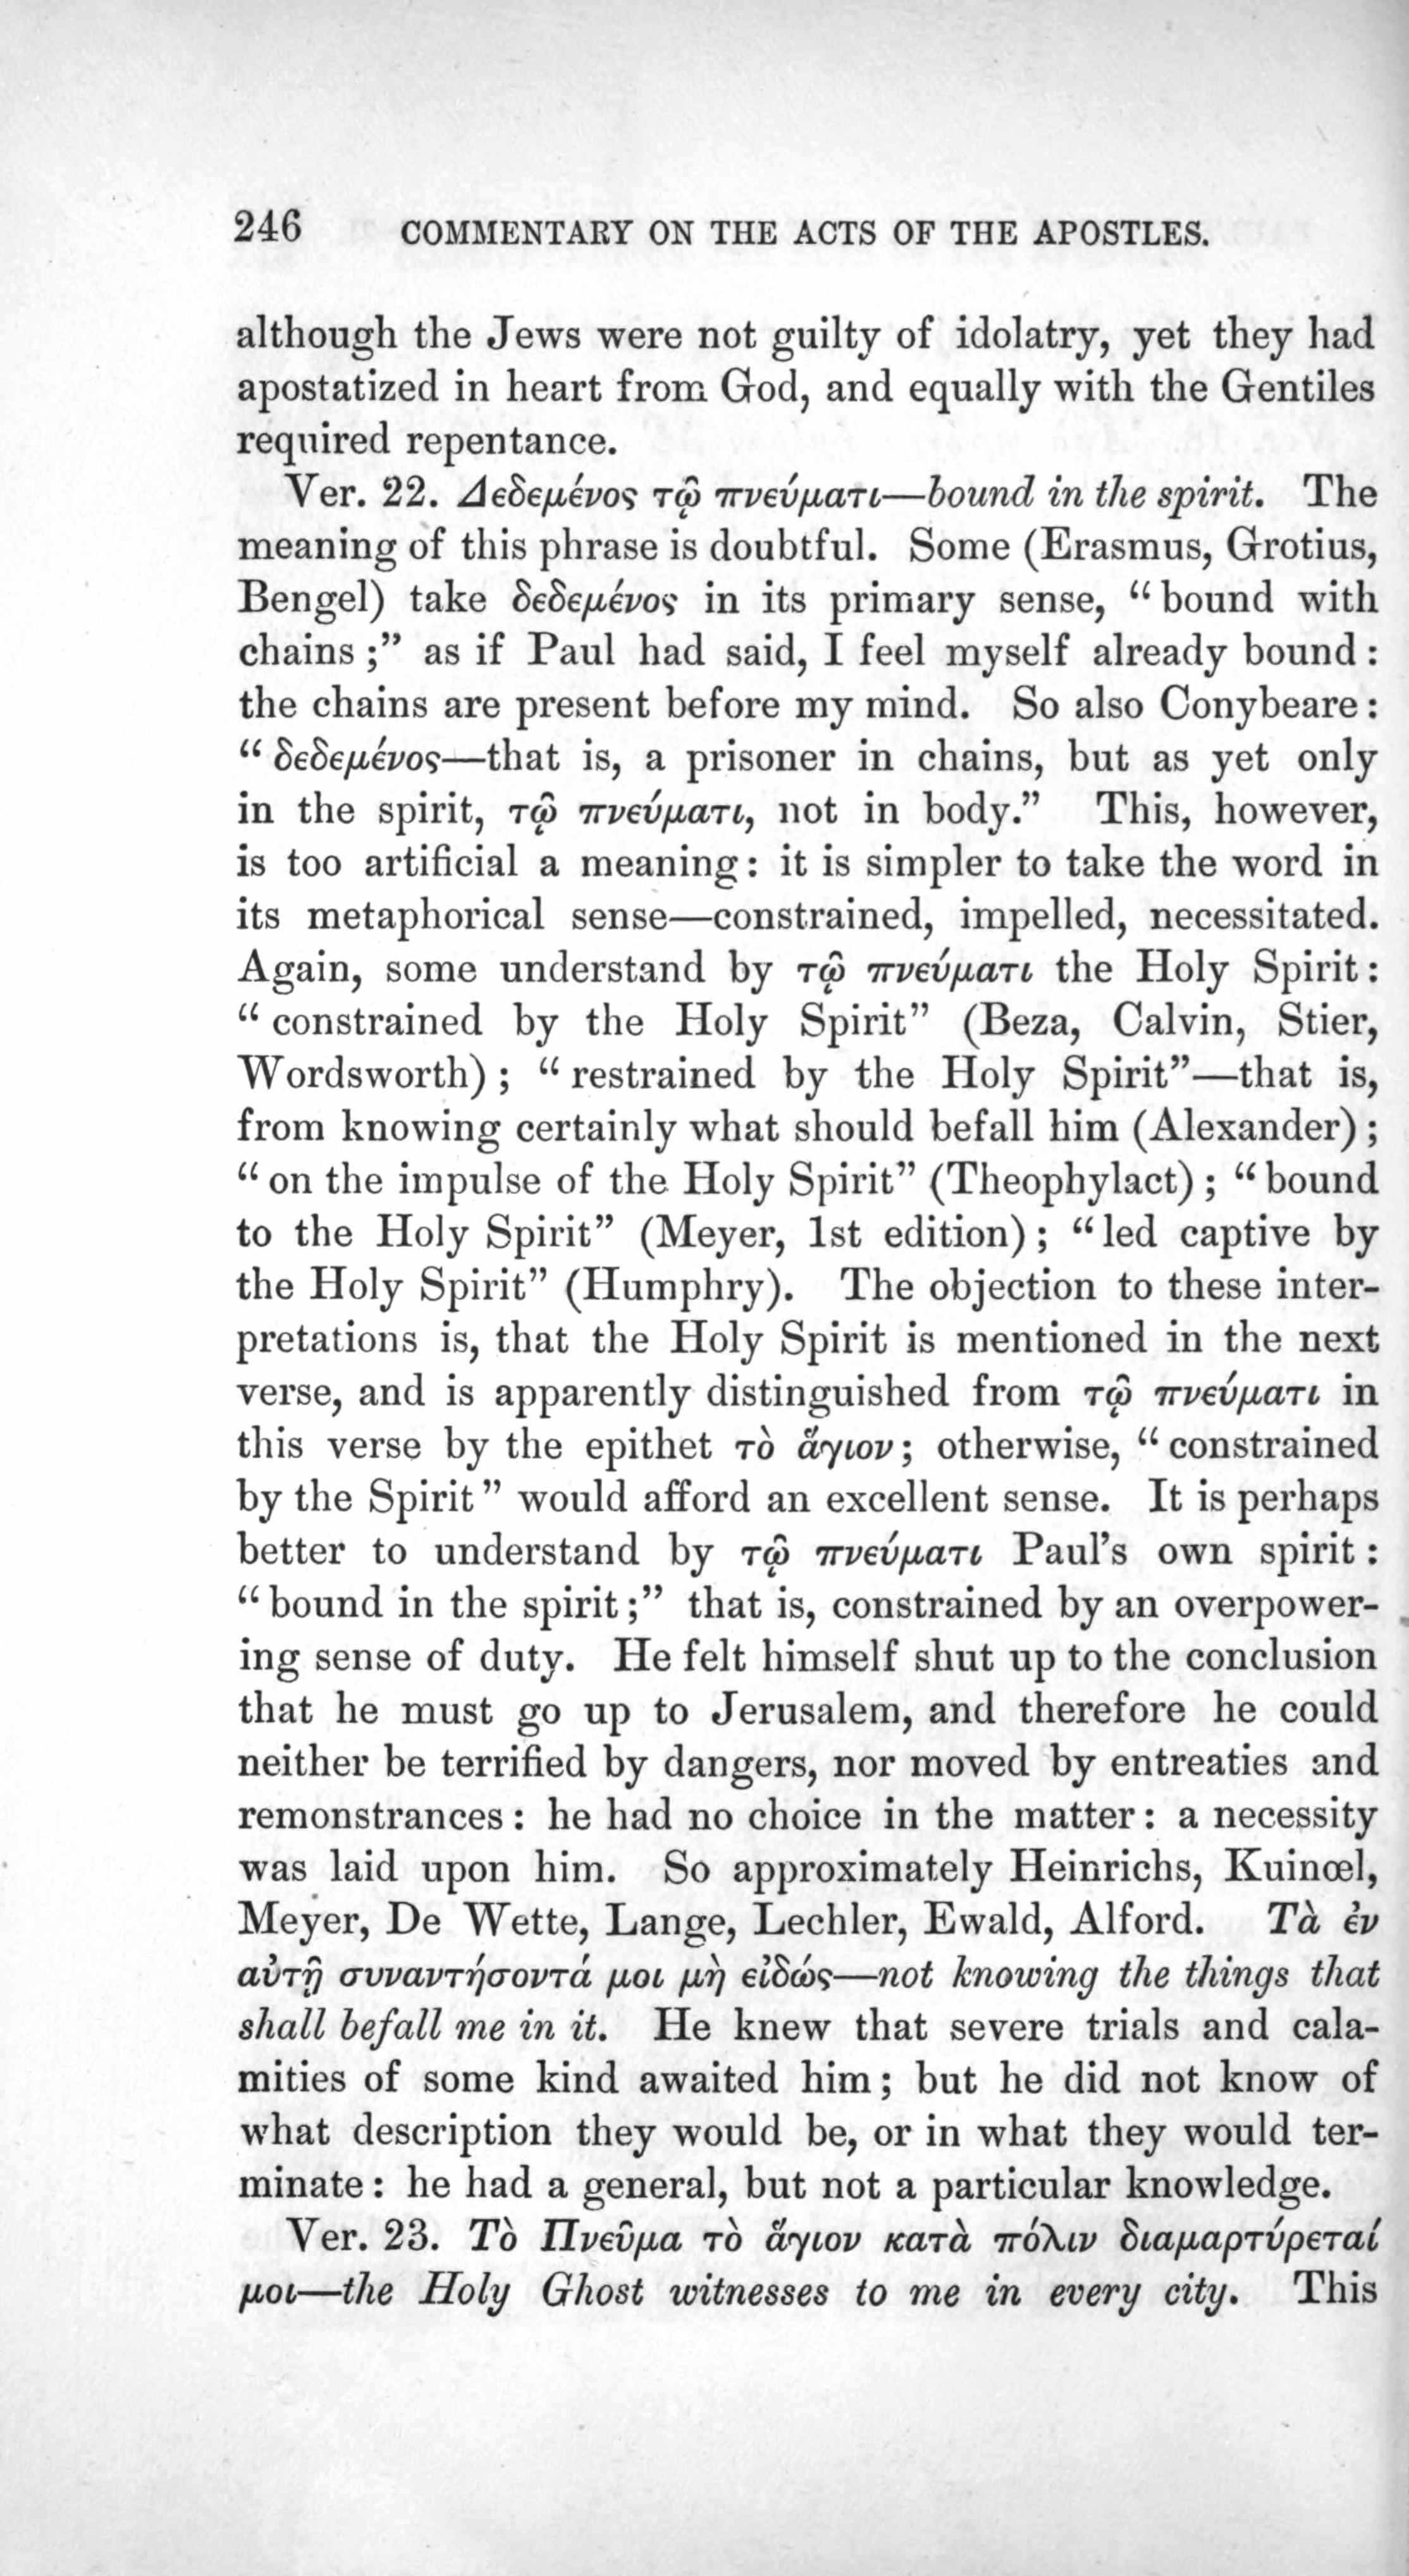 246 COMMENTARY ON THE ACTS OF THE APOSTLES.
although the Jews were not guilty of idolatry, yet they had
apostatized in heart from God, and equally with the Gentiles
required repentance.
Ver. 22. Δεδεμένος τῷ πνεύματι—bound in the spirit. The
meaning of this phrase is doubtful. Some (Erasmus, Grotius,
Bengel) take δεδεμένος in its primary sense, “bound with
chains;” as if Paul had said, I feel myself already bound:
the chains are present before my mind. So also Conybeare:
“δεδεμένος—that is, a prisoner in chains, but as yet only
in the spirit, τῷ πνεύματι, not in body.” This, however,
is too artificial a meaning: it is simpler to take the word in
its metaphorical sense—constrained, impelled, necessitated.
Again, some understand by τῷ πνεύματι the Holy Spirit:
“constrained by the Holy Spirit” (Beza, Calvin, Stier,
Wordsworth); “restrained by the Holy Spirit”—that is,
from knowing certainly what should befall him (Alexander);
“on the impulse of the Holy Spirit” (Theophylact); “bound
to the Holy Spirit” (Meyer, 1st edition); “led captive by
the Holy Spirit” (Humphry). The objection to these inter-
pretations is, that the Holy Spirit is mentioned in the next
verse, and is apparently distinguished from τῷ πνεύματι in
this verse by the epithet τὸ ἅγιον; otherwise, “constrained
by the Spirit” would afford an excellent sense. It is perhaps
better to understand by τῷ πνεύματι Paul’s own spirit:
“bound in the spirit;” that is, constrained by an overpower-
ing sense of duty. He felt himself shut up to the conclusion
that he must go up to Jerusalem, and therefore he could
neither be terrified by dangers, nor moved by entreaties and
remonstrances: he had no choice in the matter: a necessity
was laid upon him. So approximately Heinrichs, Kuinœl,
Meyer, De Wette, Lange, Lechler, Ewald, Alford. Τὰ ἐν
αὐτῇ συναντήσοντά μοι μὴ εἰδώς—not knowing the things that
shall befall me in it. He knew that severe trials and cala-
mities of some kind awaited him; but he did not know of
what description they would be, or in what they would ter-
minate: he had a general, but not a particular knowledge.
Ver. 23. Τὸ Πνεῦμα τὸ ἅγιον κατὰ πόλιν διαμαρτύρεταί
μοι—the Holy Ghost witnesses to me in every city. This